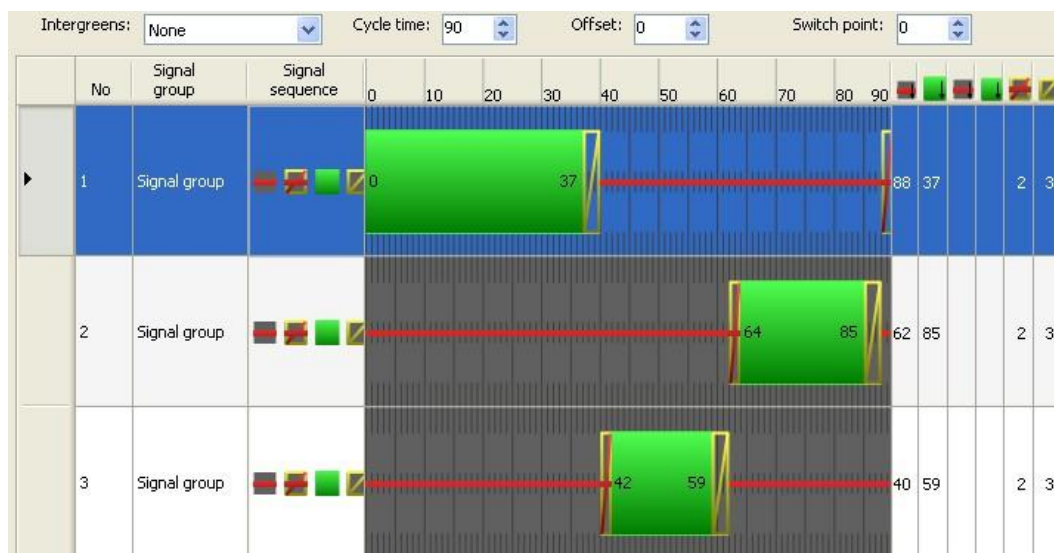 Intergreens: None Cycle time: 90 Offset: 0 Switch point: 0
No Signal group Signal sequence 0 10 20 30 40 50 60 70 80 90
1 Signal group 0 37 88 37 2 3
2 Signal group 64 85 62 85 2 3
3 Signal group 42 59 40 59 2 3